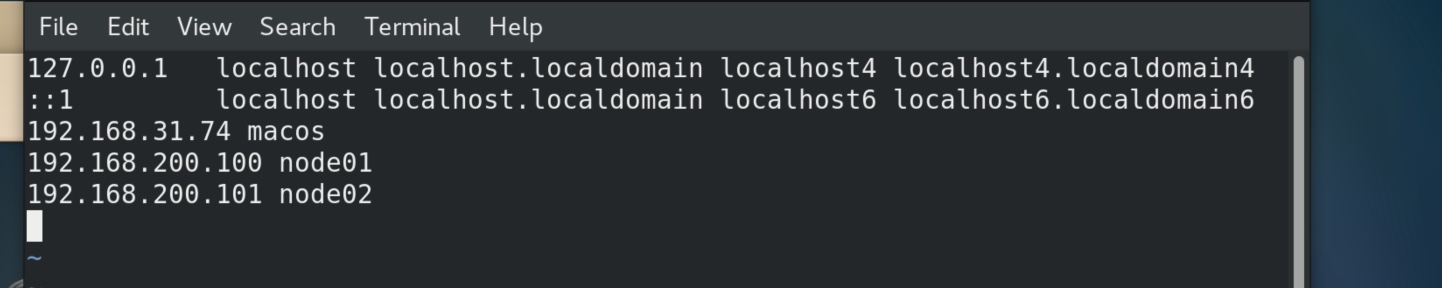 File Edit View Search Terminal Help
127.0.0.1   localhost localhost.localdomain localhost4 localhost4.localdomain4
::1         localhost localhost.localdomain localhost6 localhost6.localdomain6
192.168.31.74 macos
192.168.200.100 node01
192.168.200.101 node02
~